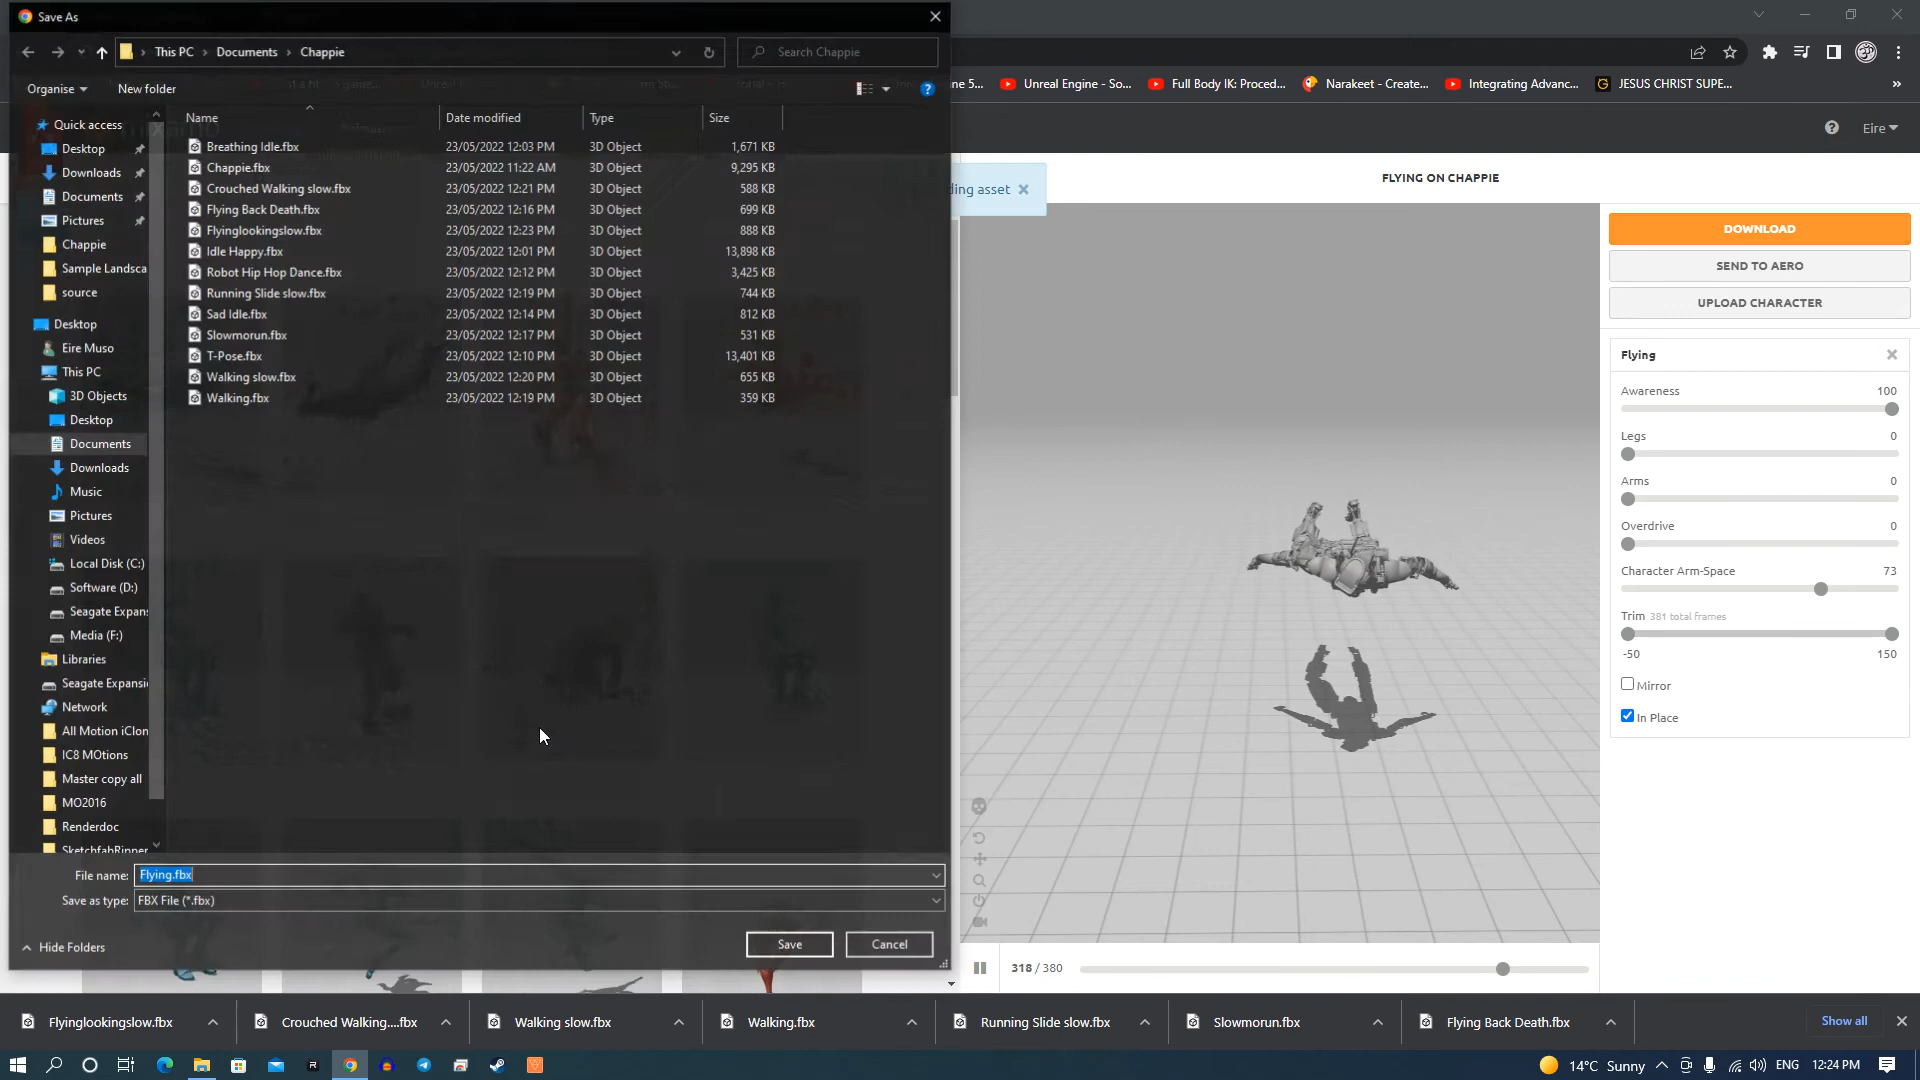 Save As
This PC > Documents > Chappie
Search Chappie
Organise
New folder
ne 5...
Unreal Engine - So...
Full Body IK: Proced...
Narakeet - Create...
Integrating Advanc...
JESUS CHRIST SUPE...
»
Eire
Name
Date modified
Type
Size
Breathing Idle.fbx 23/05/2022 12:03 PM 3D Object 1,671 KB
Chappie.fbx 23/05/2022 11:22 AM 3D Object 9,295 KB
Crouched Walking slow.fbx 23/05/2022 12:21 PM 3D Object 588 KB
Flying Back Death.fbx 23/05/2022 12:16 PM 3D Object 699 KB
Flyinglookingslow.fbx 23/05/2022 12:23 PM 3D Object 888 KB
Idle Happy.fbx 23/05/2022 12:01 PM 3D Object 13,898 KB
Robot Hip Hop Dance.fbx 23/05/2022 12:12 PM 3D Object 3,425 KB
Running Slide slow.fbx 23/05/2022 12:19 PM 3D Object 744 KB
Sad Idle.fbx 23/05/2022 12:14 PM 3D Object 812 KB
Slowmorun.fbx 23/05/2022 12:17 PM 3D Object 531 KB
T-Pose.fbx 23/05/2022 12:10 PM 3D Object 13,401 KB
Walking slow.fbx 23/05/2022 12:20 PM 3D Object 655 KB
Walking.fbx 23/05/2022 12:19 PM 3D Object 359 KB
Quick access
Desktop
Downloads
Documents
Pictures
Chappie
Sample Landsca
source
Desktop
Eire Muso
This PC
3D Objects
Desktop
Documents
Downloads
Music
Pictures
Videos
Local Disk (C:)
Software (D:)
Seagate Expans
Media (F:)
Libraries
Seagate Expansi
Network
All Motion iClon
IC8 MOtions
Master copy all
MO2016
Renderdoc
SketchfabRipper
File name: Flying.fbx
Save as type: FBX File (*.fbx)
Hide Folders
Save
Cancel
ding asset
FLYING ON CHAPPIE
DOWNLOAD
SEND TO AERO
UPLOAD CHARACTER
Flying
Awareness 100
Legs 0
Arms 0
Overdrive 0
Character Arm-Space 73
Trim 381 total frames
-50 150
Mirror
In Place
318 / 380
Flyinglookingslow.fbx
Crouched Walking....fbx
Walking slow.fbx
Walking.fbx
Running Slide slow.fbx
Slowmorun.fbx
Flying Back Death.fbx
Show all
14°C Sunny
ENG
12:24 PM